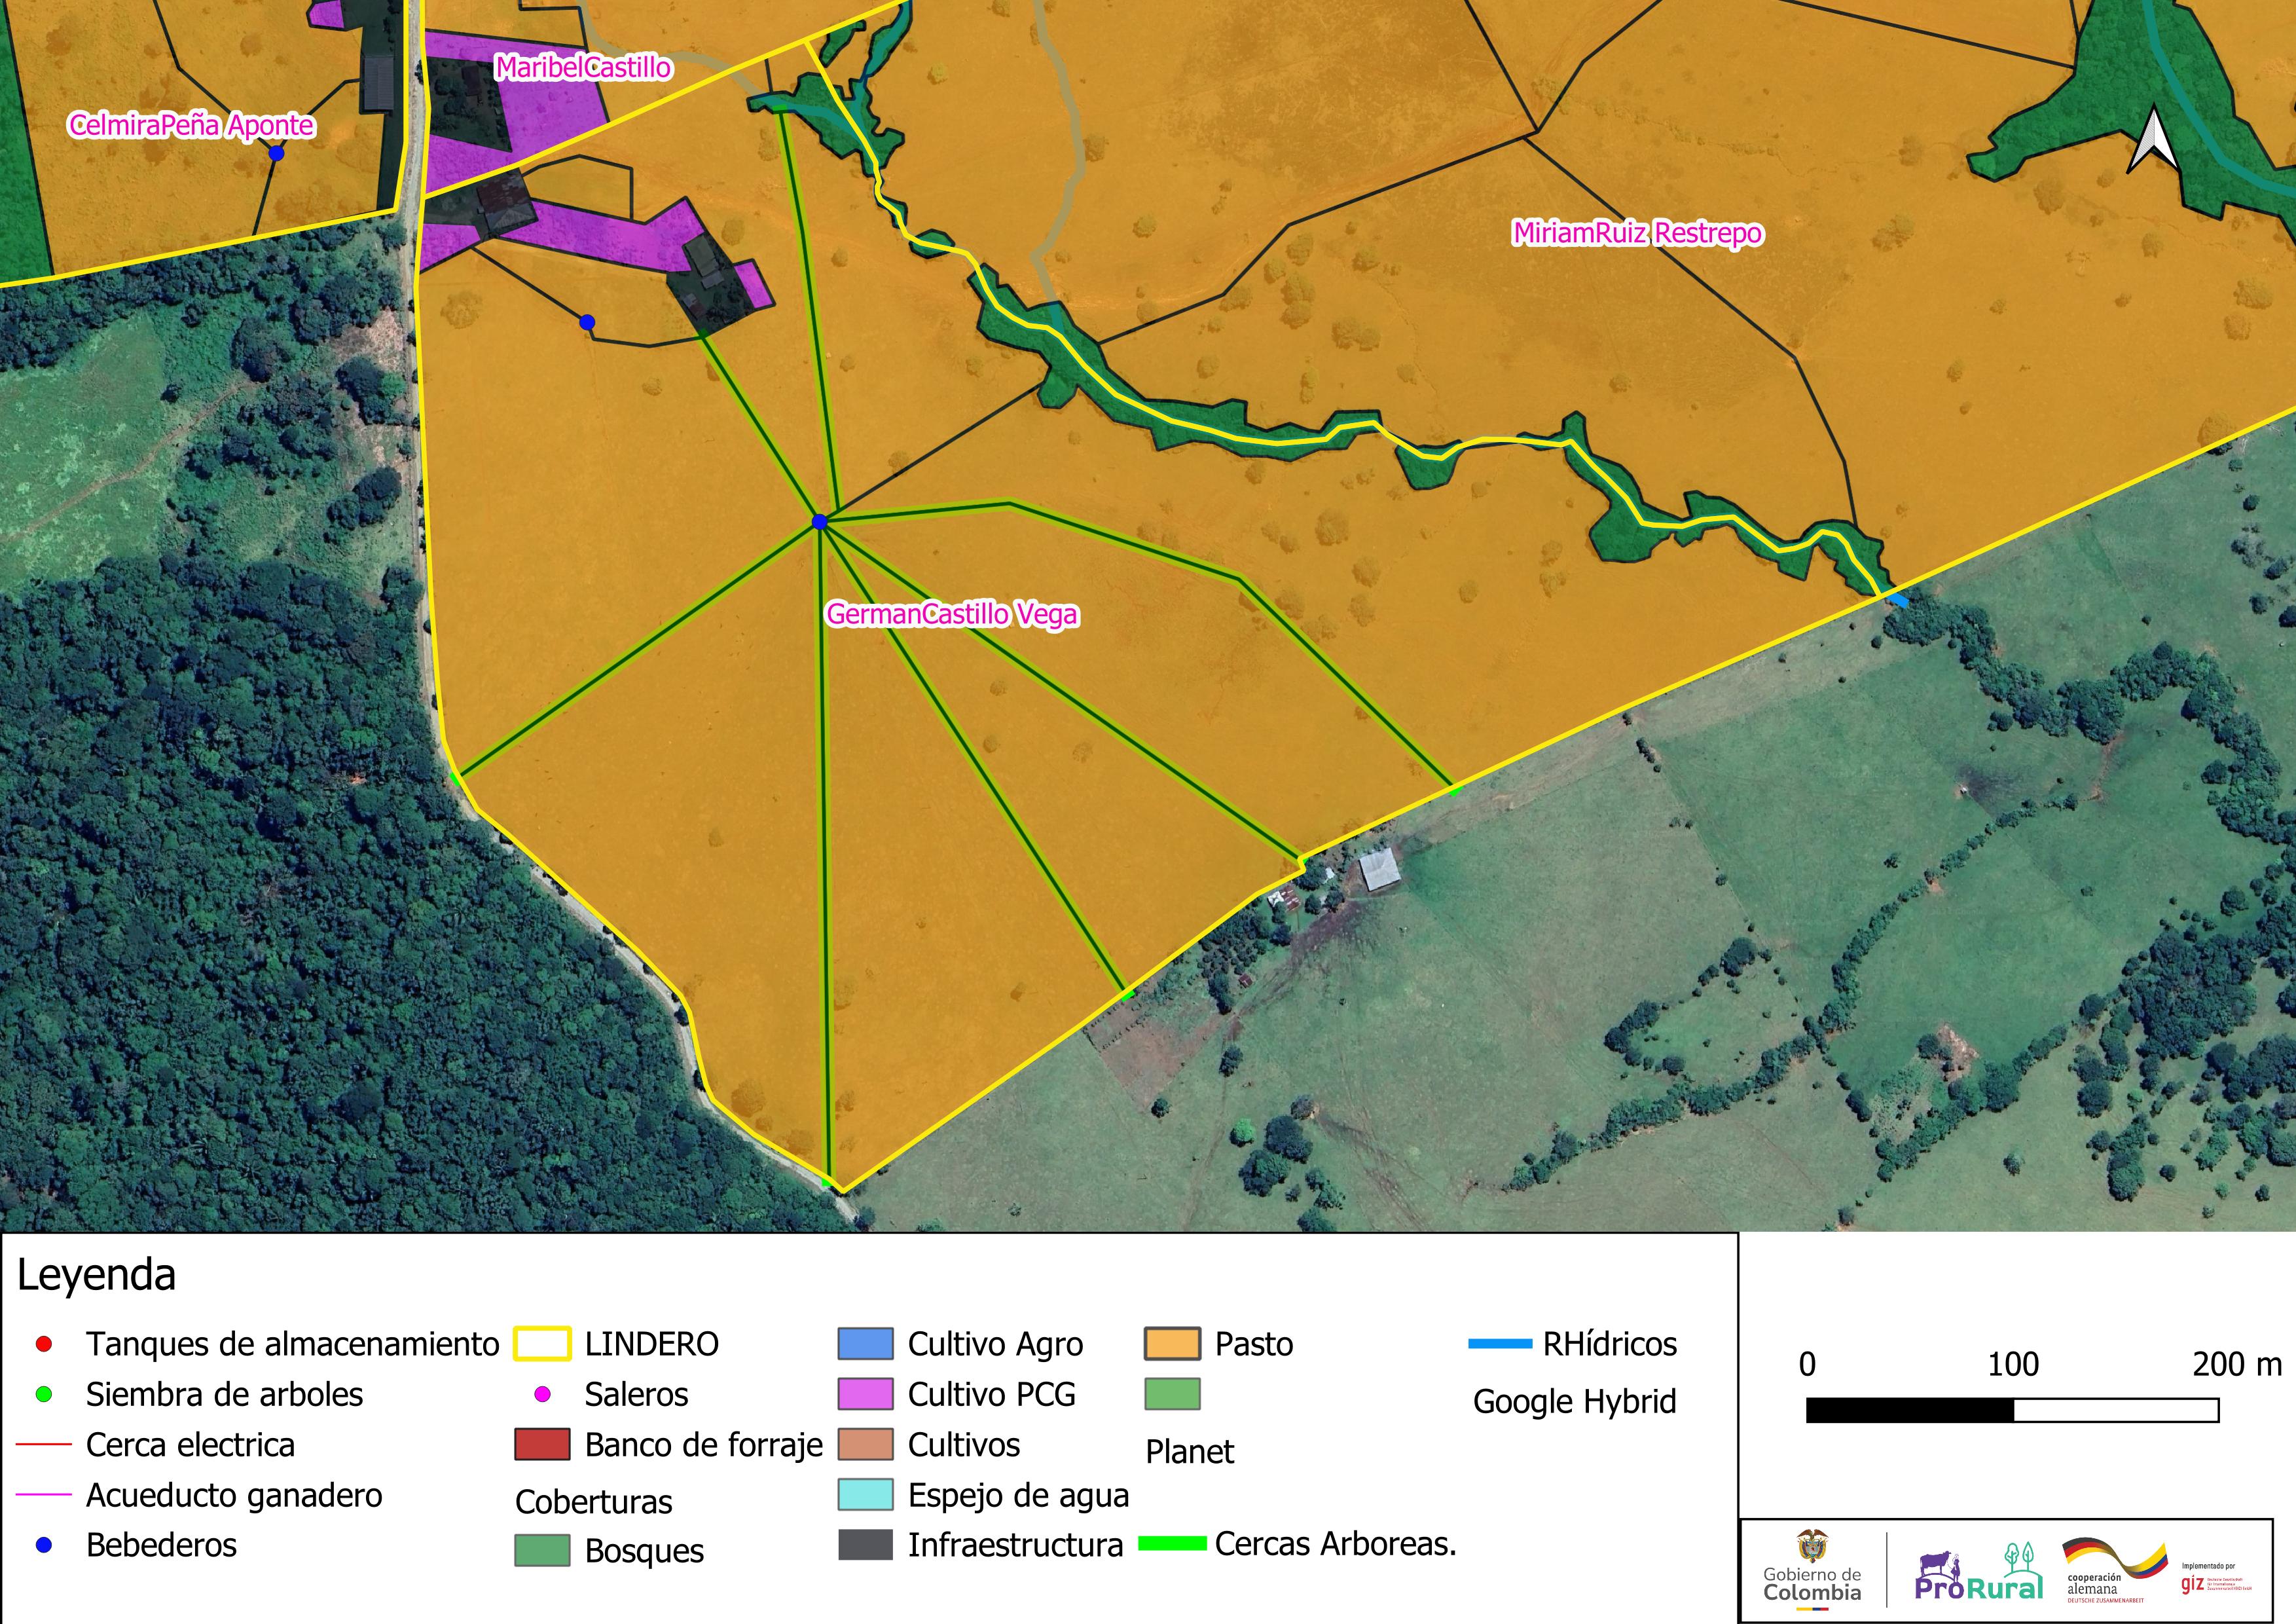 MaribelCastillo
CelmiraPeña Aponte
MiriamRuiz Restrepo
GermanCastillo Vega
Leyenda
Tanques de almacenamiento
Siembra de arboles
Cerca electrica
Acueducto ganadero
Bebederos
LINDERO
Saleros
Banco de forraje
Coberturas
Bosques
Cultivo Agro
Cultivo PCG
Cultivos
Espejo de agua
Infraestructura
Pasto
Planet
Cercas Arboreas.
RHídricos
Google Hybrid
0 100 200 m
Gobierno de
Colombia
ProRural
cooperación
alemana
DEUTSCHE ZUSAMMENARBEIT
Implementado por
giz